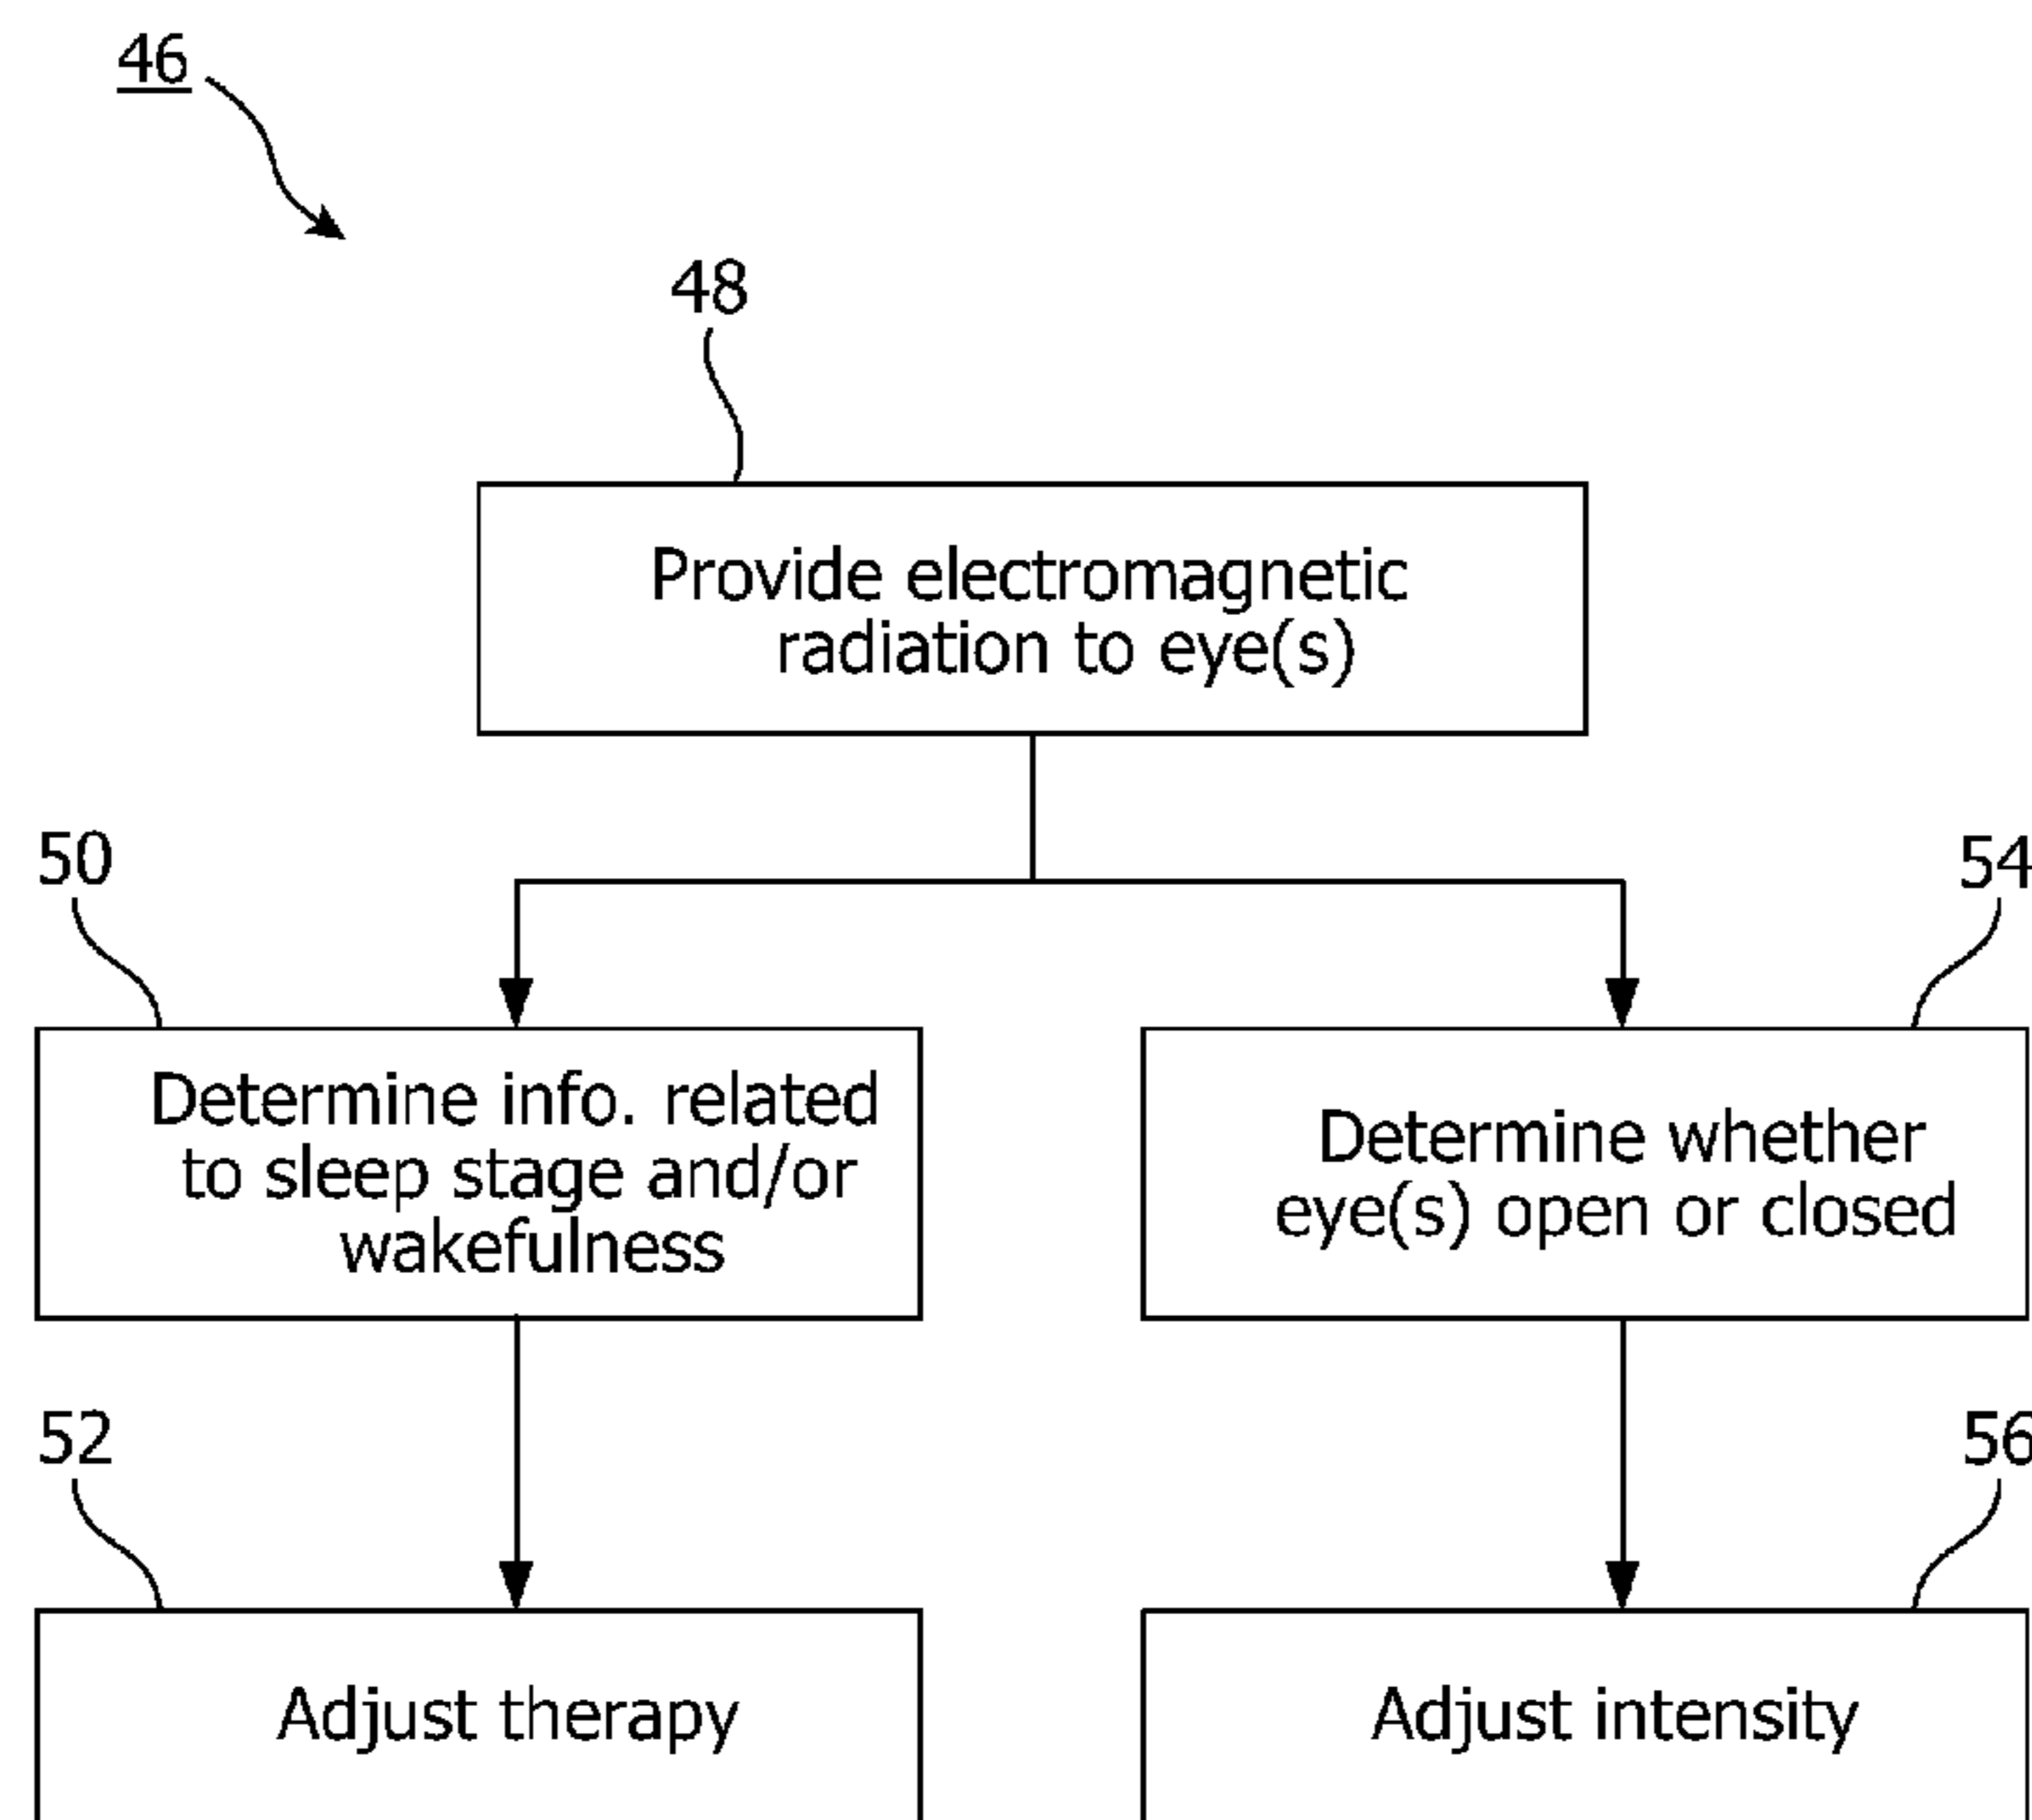 46
48
Provide electromagnetic
radiation to eye(s)
50
54
Determine info. related
to sleep stage and/or
wakefulness
Determine whether
eye(s) open or closed
52
56
Adjust therapy
Adjust intensity